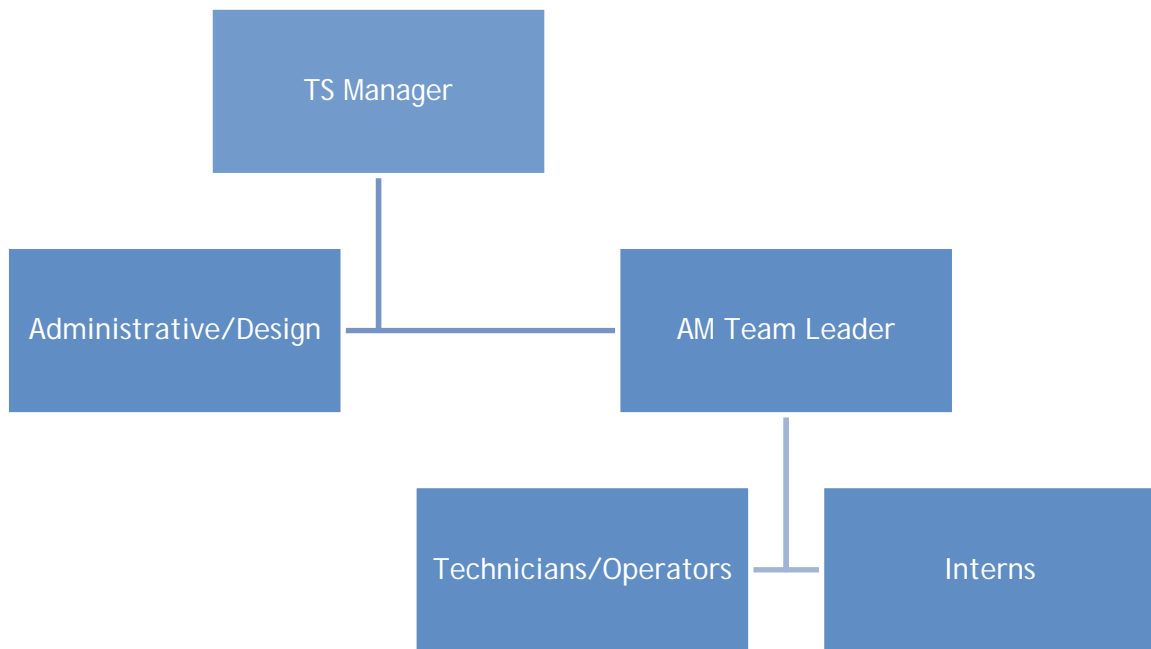 TS Manager
Administrative/Design
AM Team Leader
Technicians/Operators
Interns